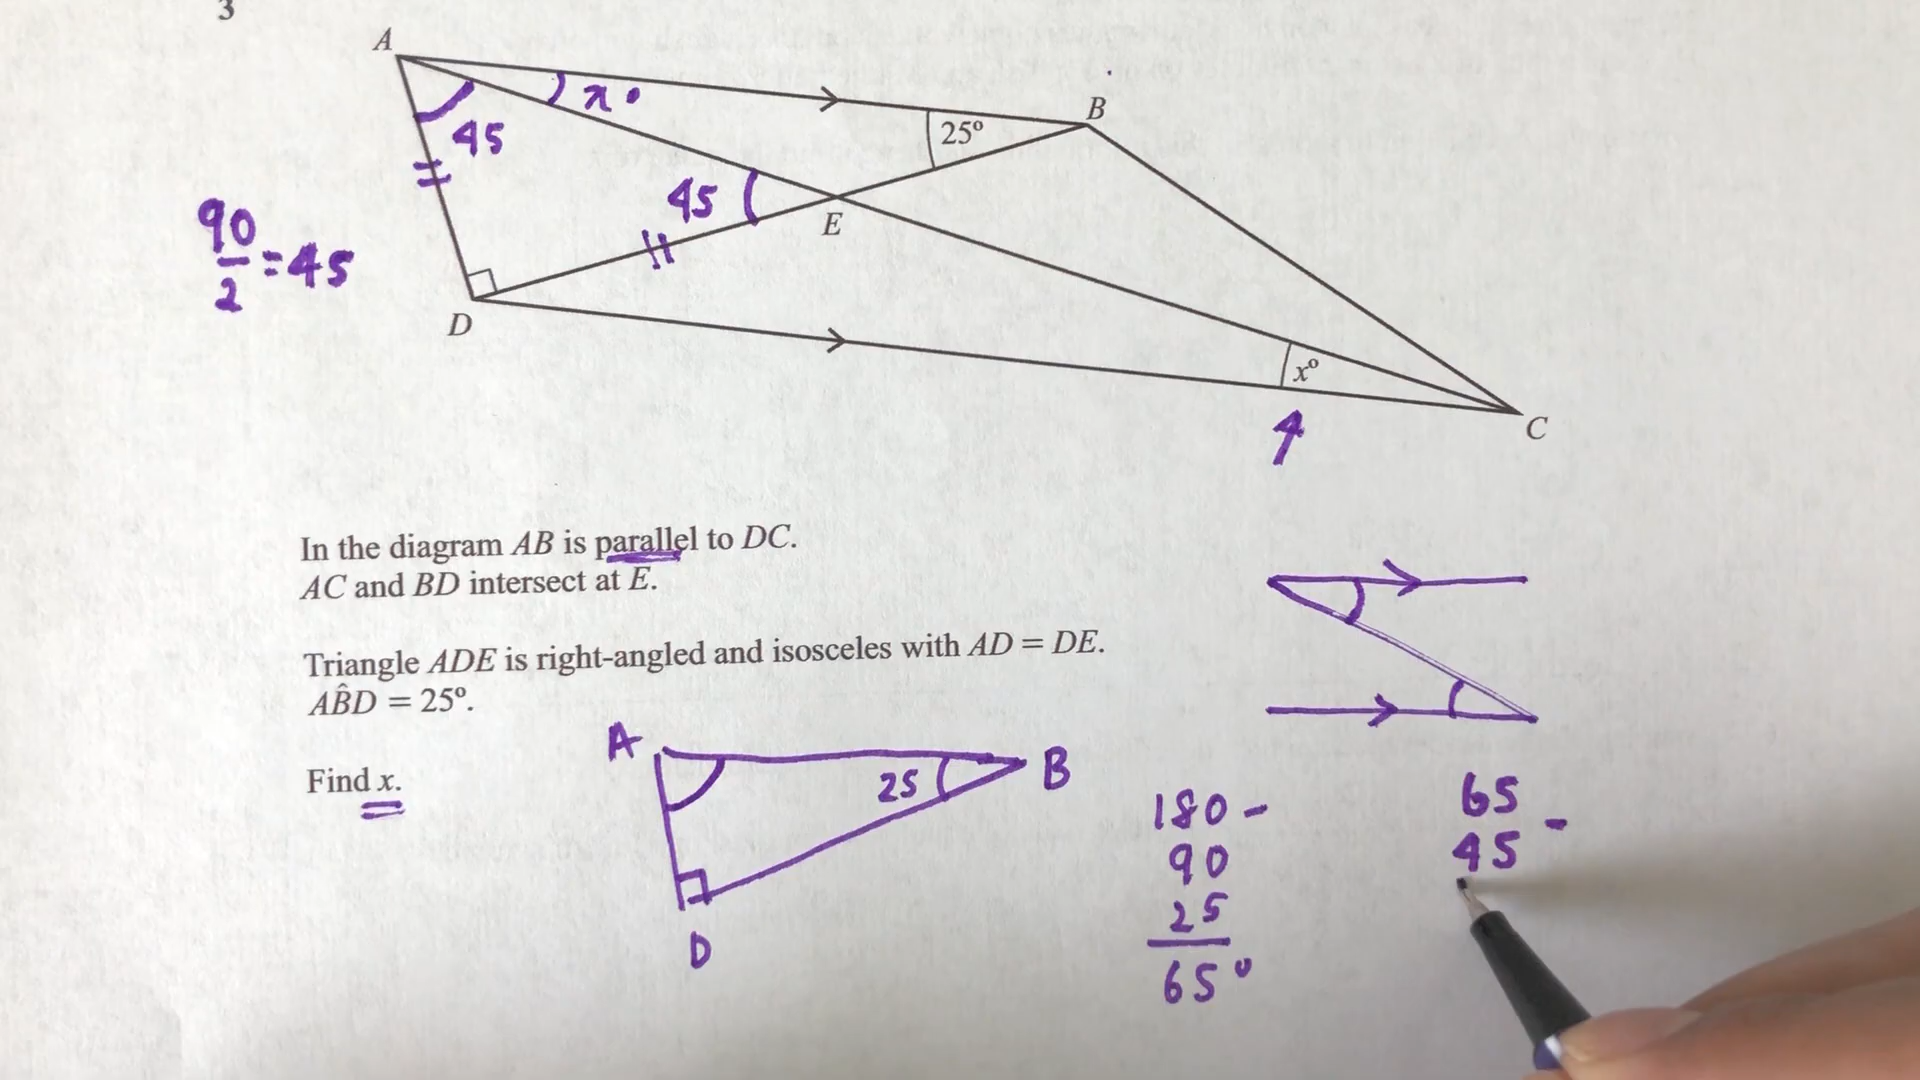 3
A
x°
45
25°
B
45
E
90
2
=45
D
x°
C
In the diagram AB is parallel to DC.
AC and BD intersect at E.
Triangle ADE is right-angled and isosceles with AD = DE.
AB̂D = 25°.
Find x.
A
25
B
D
180 -
90
25
65°
65 -
45